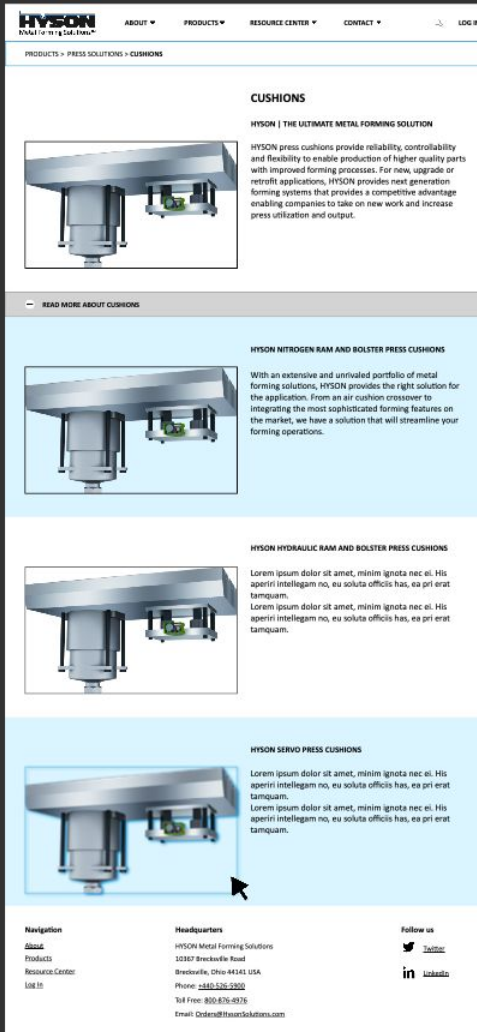 HYSON
Metal Forming Solutions™
ABOUT
PRODUCTS
RESOURCE CENTER
CONTACT
LOG IN
PRODUCTS > PRESS SOLUTIONS > CUSHIONS
CUSHIONS
HYSON | THE ULTIMATE METAL FORMING SOLUTION
HYSON press cushions provide reliability, controllability
and flexibility to enable production of higher quality parts
with improved forming processes. For new, upgrade or
retrofit applications, HYSON provides next generation
forming systems that provides a competitive advantage
enabling companies to take on new work and increase
press utilization and output.
READ MORE ABOUT CUSHIONS
HYSON NITROGEN RAM AND BOLSTER PRESS CUSHIONS
With an extensive and unrivaled portfolio of metal
forming solutions, HYSON provides the right solution for
the application. From an air cushion crossover to
integrating the most sophisticated forming features on
the market, we have a solution that will streamline your
forming operations.
HYSON HYDRAULIC RAM AND BOLSTER PRESS CUSHIONS
Lorem ipsum dolor sit amet, minim ignota nec ei. His
aperiri intellegam no, eu soluta officiis has, ea pri erat
tamquam.
Lorem ipsum dolor sit amet, minim ignota nec ei. His
aperiri intellegam no, eu soluta officiis has, ea pri erat
tamquam.
HYSON SERVO PRESS CUSHIONS
Lorem ipsum dolor sit amet, minim ignota nec ei. His
aperiri intellegam no, eu soluta officiis has, ea pri erat
tamquam.
Lorem ipsum dolor sit amet, minim ignota nec ei. His
aperiri intellegam no, eu soluta officiis has, ea pri erat
tamquam.
Navigation
About
Products
Resource Center
Log In
Headquarters
HYSON Metal Forming Solutions
10367 Brecksville Road
Brecksville, Ohio 44141 USA
Phone: +440-526-5900
Toll Free: 800-876-4976
Email: Orders@HysonSolutions.com
Follow us
Twitter
in LinkedIn